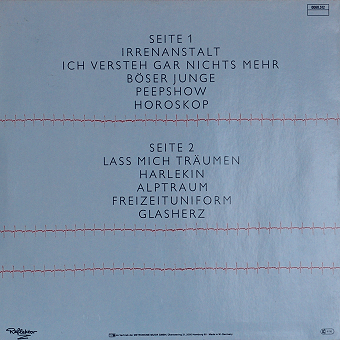 SEITE 1
IRRENANSTALT
ICH VERSTEH GAR NICHTS MEHR
BÖSER JUNGE
PEEPSHOW
HOROSKOP
SEITE 2
LASS MICH TRÄUMEN
HARLEKIN
ALPTRAUM
FREIZEITUNIFORM
GLASHERZ
Reflektor